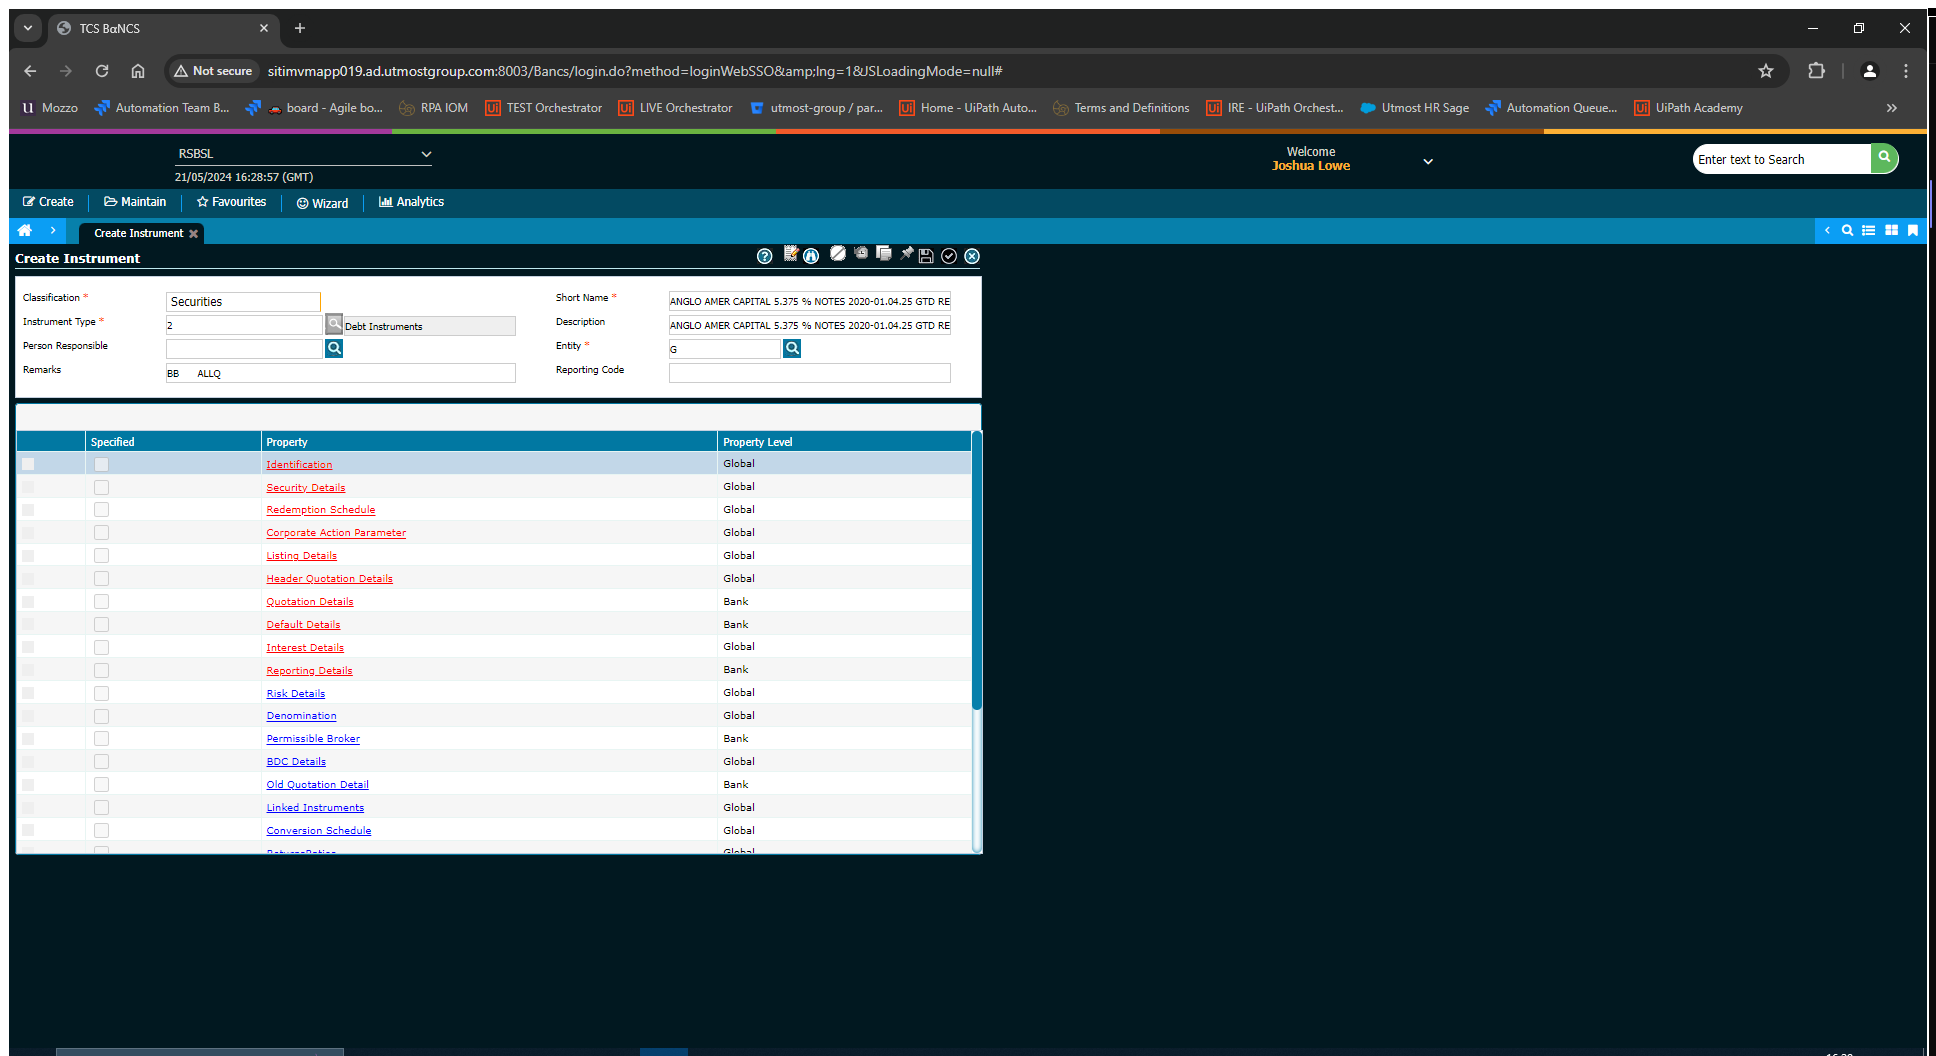 TCS BαNCS
Not secure
sitimvmapp019.ad.utmostgroup.com:8003/Bancs/login.do?method=loginWebSSO&amp;lng=1&JSLoadingMode=null#
Mozzo
Automation Team B...
board - Agile bo...
RPA IOM
TEST Orchestrator
LIVE Orchestrator
utmost-group / par...
Home - UiPath Auto...
Terms and Definitions
IRE - UiPath Orchest...
Utmost HR Sage
Automation Queue...
UiPath Academy
RSBSL
21/05/2024 16:28:57 (GMT)
Welcome
Joshua Lowe
Enter text to Search
Create
Maintain
Favourites
Wizard
Analytics
Create Instrument
Create Instrument
Classification *
Securities
Short Name *
ANGLO AMER CAPITAL 5.375 % NOTES 2020-01.04.25 GTD RE
Instrument Type *
2
Debt Instruments
Description
ANGLO AMER CAPITAL 5.375 % NOTES 2020-01.04.25 GTD RE
Person Responsible
Entity *
G
Remarks
BB ALLQ
Reporting Code
Specified Property Property Level
Identification Global
Security Details Global
Redemption Schedule Global
Corporate Action Parameter Global
Listing Details Global
Header Quotation Details Global
Quotation Details Bank
Default Details Bank
Interest Details Global
Reporting Details Bank
Risk Details Global
Denomination Global
Permissible Broker Bank
BDC Details Global
Old Quotation Detail Bank
Linked Instruments Global
Conversion Schedule Global
Global